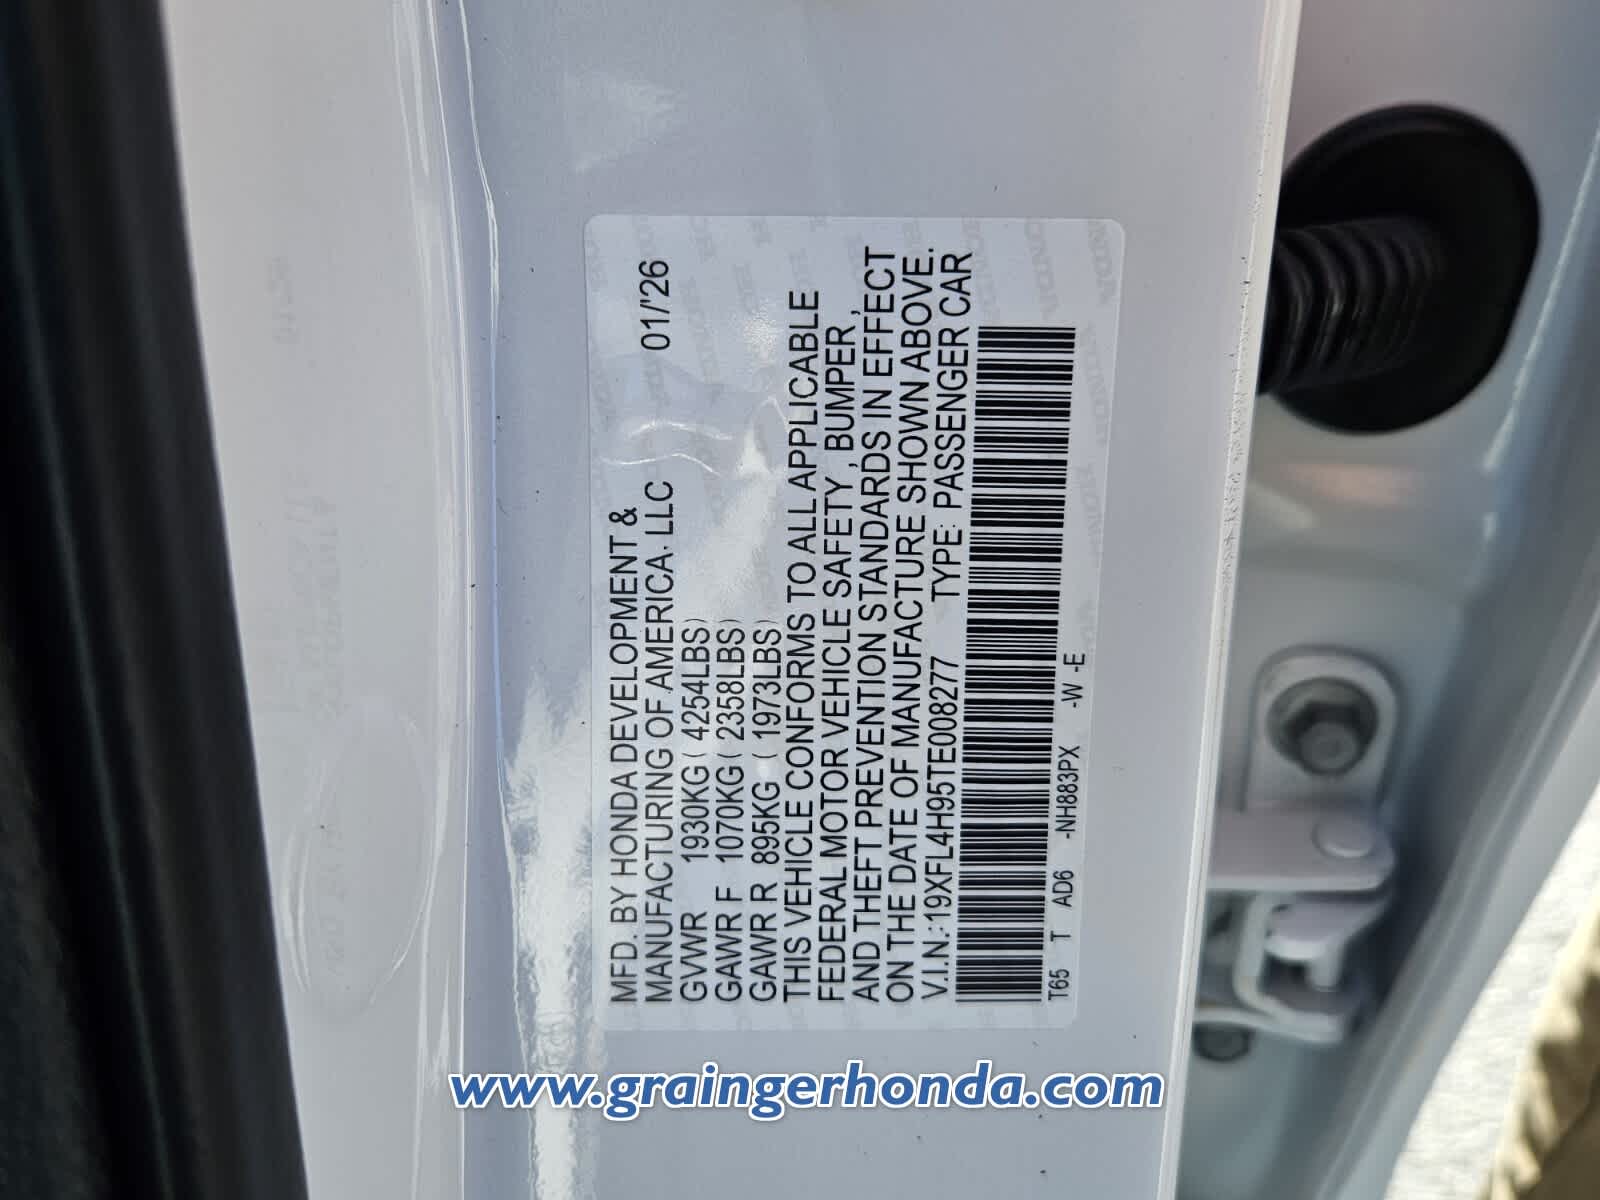 MFD. BY HONDA DEVELOPMENT &
MANUFACTURING OF AMERICA. LLC 01/'26
GVWR 1930KG ( 4254LBS)
GAWR F 1070KG ( 2358LBS)
GAWR R 895KG ( 1973LBS)
THIS VEHICLE CONFORMS TO ALL APPLICABLE
FEDERAL MOTOR VEHICLE SAFETY , BUMPER ,
AND THEFT PREVENTION STANDARDS IN EFFECT
ON THE DATE OF MANUFACTURE SHOWN ABOVE.
V.I.N.:19XFL4H95TE008277 TYPE: PASSENGER CAR
T65 T AD6 -NH883PX -W -E
www.graingerhonda.com